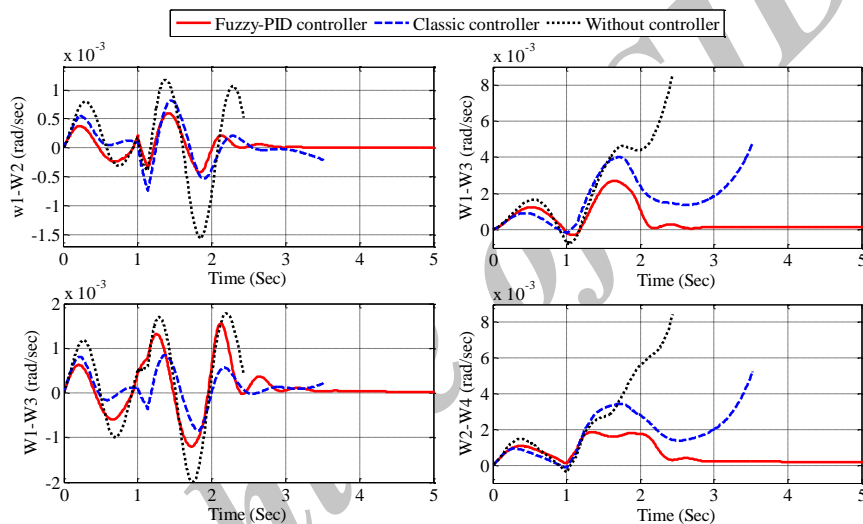 Fuzzy-PID controller Classic controller Without controller
x 10-3
1
0.5
0
-0.5
-1
-1.5
w1-W2 (rad/sec)
0 1 2 3 4 5
Time (Sec)
x 10-3
8
6
4
2
0
W1-W3 (rad/sec)
0 1 2 3 4 5
Time (Sec)
x 10-3
2
1
0
-1
-2
W1-W3 (rad/sec)
0 1 2 3 4 5
Time (Sec)
x 10-3
8
6
4
2
0
W2-W4 (rad/sec)
0 1 2 3 4 5
Time (Sec)